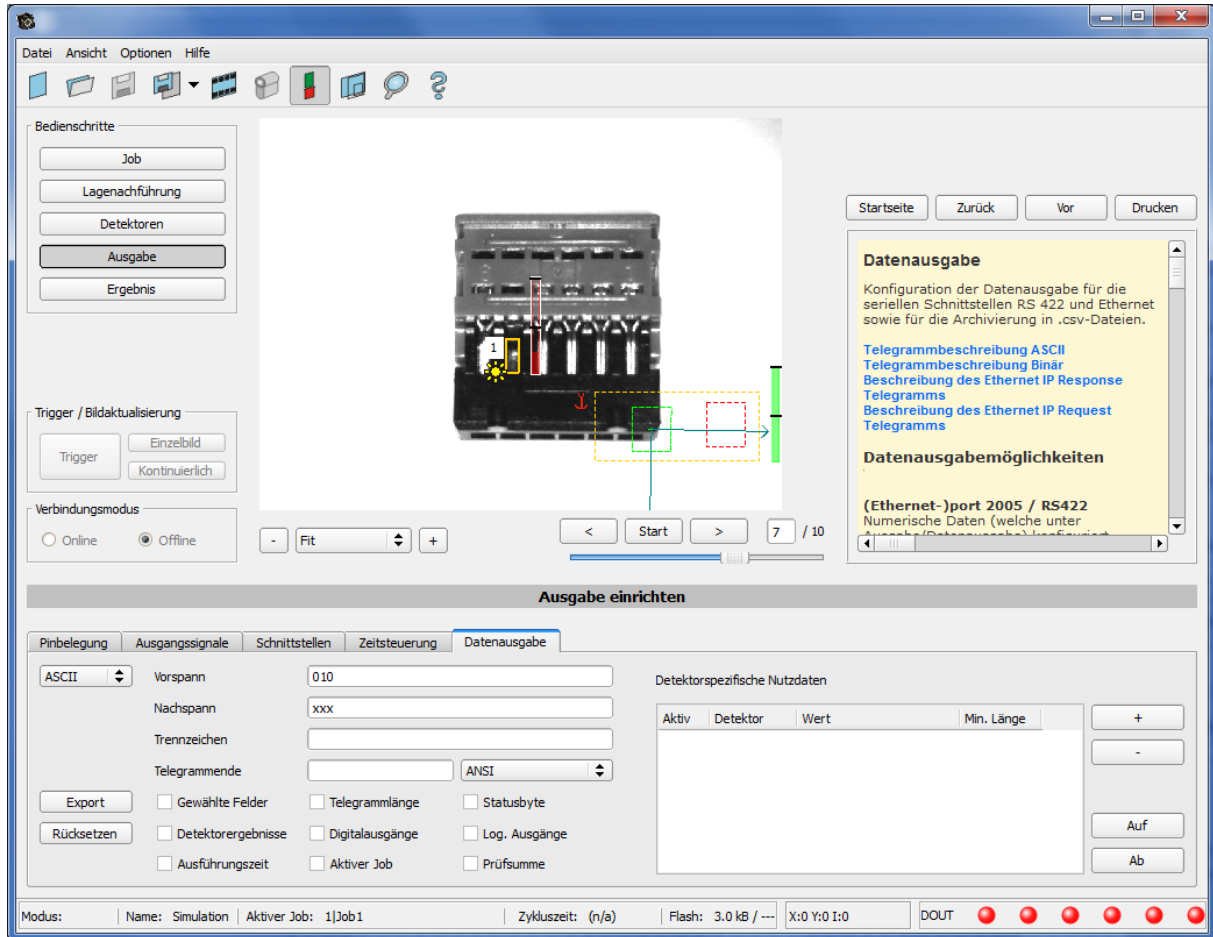 Datei Ansicht Optionen Hilfe
Bedienschritte
Job
Lagenachführung
Detektoren
Ausgabe
Ergebnis
Trigger / Bildaktualisierung
Trigger
Einzelbild
Kontinuierlich
Verbindungsmodus
Online Offline
1
- Fit +
< Start > 7 / 10
Startseite Zurück Vor Drucken
Datenausgabe
Konfiguration der Datenausgabe für die
seriellen Schnittstellen RS 422 und Ethernet
sowie für die Archivierung in .csv-Dateien.
Telegrammbeschreibung ASCII
Telegrammbeschreibung Binär
Beschreibung des Ethernet IP Response
Telegramms
Beschreibung des Ethernet IP Request
Telegramms
Datenausgabemöglichkeiten
(Ethernet-)port 2005 / RS422
Numerische Daten (welche unter
Ausgabe/Datenausgabe) konfiguriert
Ausgabe einrichten
Pinbelegung Ausgangssignale Schnittstellen Zeitsteuerung Datenausgabe
ASCII
Vorspann 010
Nachspann xxx
Trennzeichen
Telegrammende ANSI
Export
Rücksetzen
Gewählte Felder Telegrammlänge Statusbyte
Detektorergebnisse Digitalausgänge Log. Ausgänge
Ausführungszeit Aktiver Job Prüfsumme
Detektorspezifische Nutzdaten
Aktiv Detektor Wert Min. Länge
+
-
Auf
Ab
Modus: Name: Simulation Aktiver Job: 1|Job1 Zykluszeit: (n/a) Flash: 3.0 kB / --- X:0 Y:0 I:0 DOUT